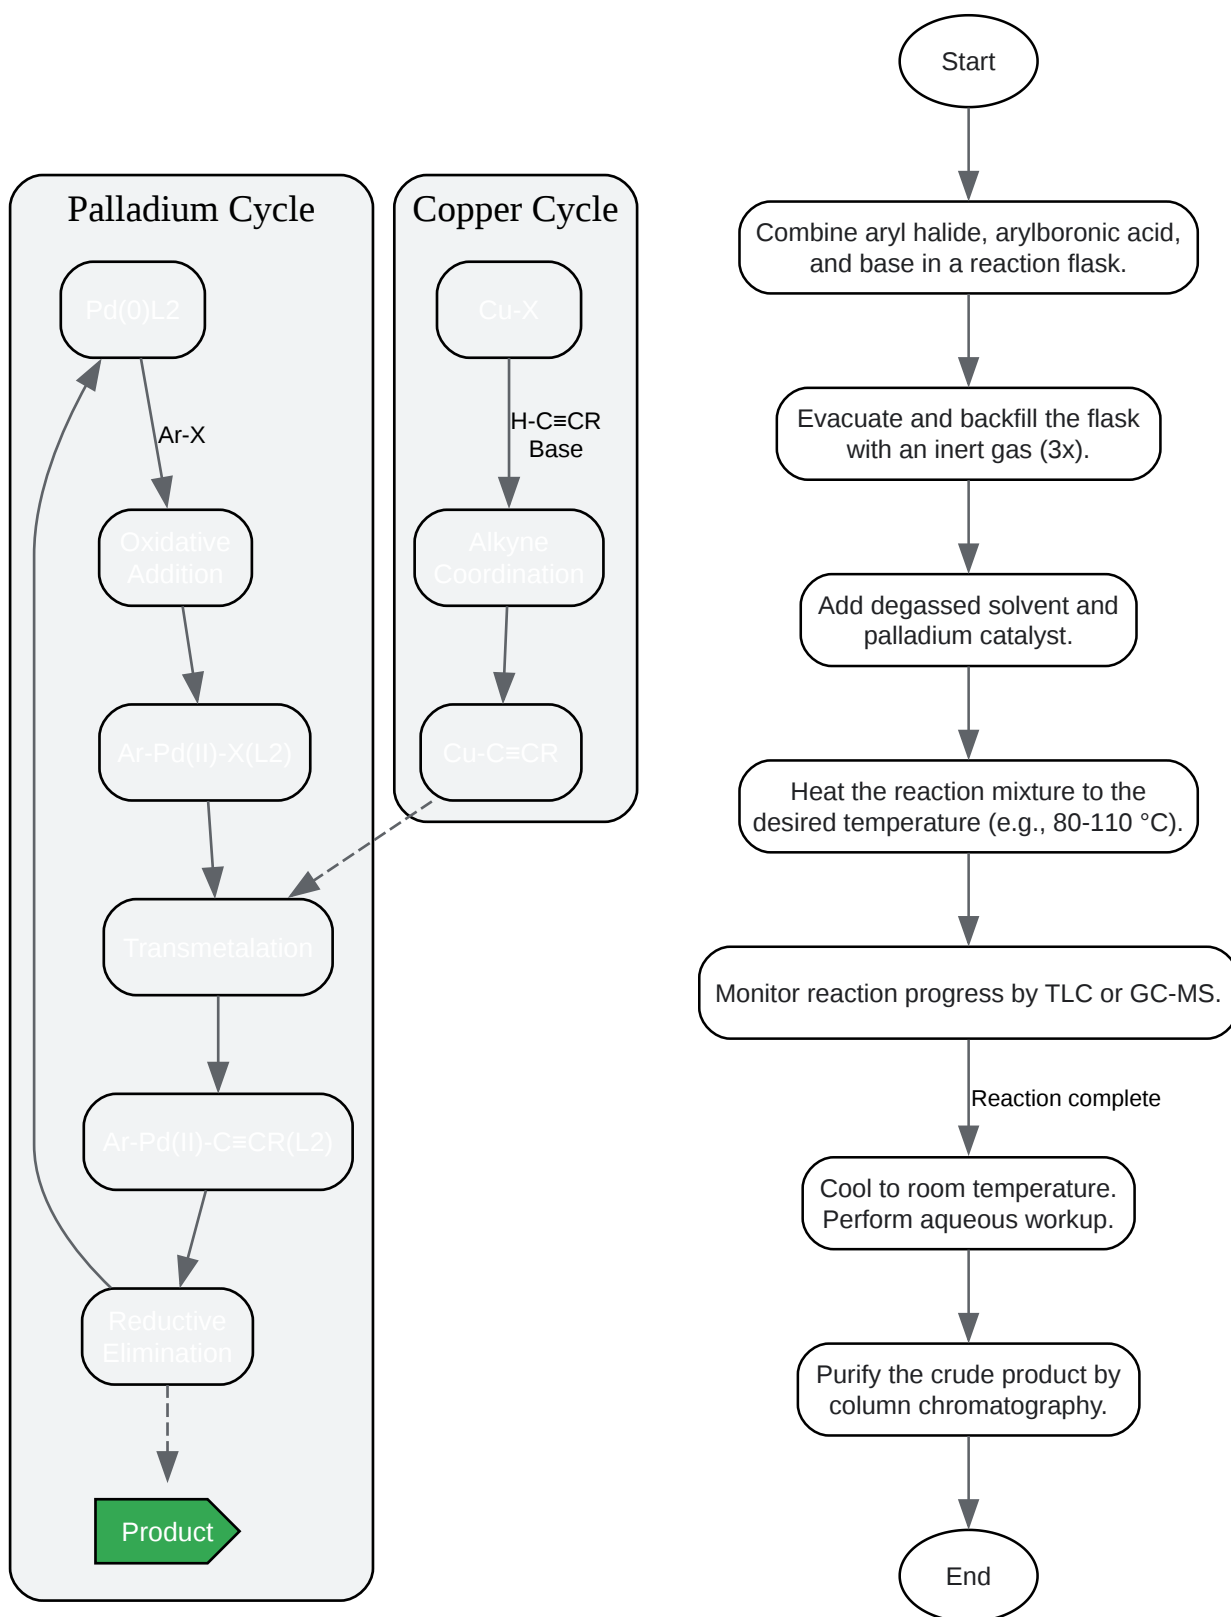 Palladium Cycle
Pd(0)L2
Ar-X
Oxidative
Addition
Ar-Pd(II)-X(L2)
Transmetalation
Ar-Pd(II)-C≡CR(L2)
Reductive
Elimination
Product
Copper Cycle
Cu-X
H-C≡CR
Base
Alkyne
Coordination
Cu-C≡CR
Start
Combine aryl halide, arylboronic acid,
and base in a reaction flask.
Evacuate and backfill the flask
with an inert gas (3x).
Add degassed solvent and
palladium catalyst.
Heat the reaction mixture to the
desired temperature (e.g., 80-110 °C).
Monitor reaction progress by TLC or GC-MS.
Reaction complete
Cool to room temperature.
Perform aqueous workup.
Purify the crude product by
column chromatography.
End